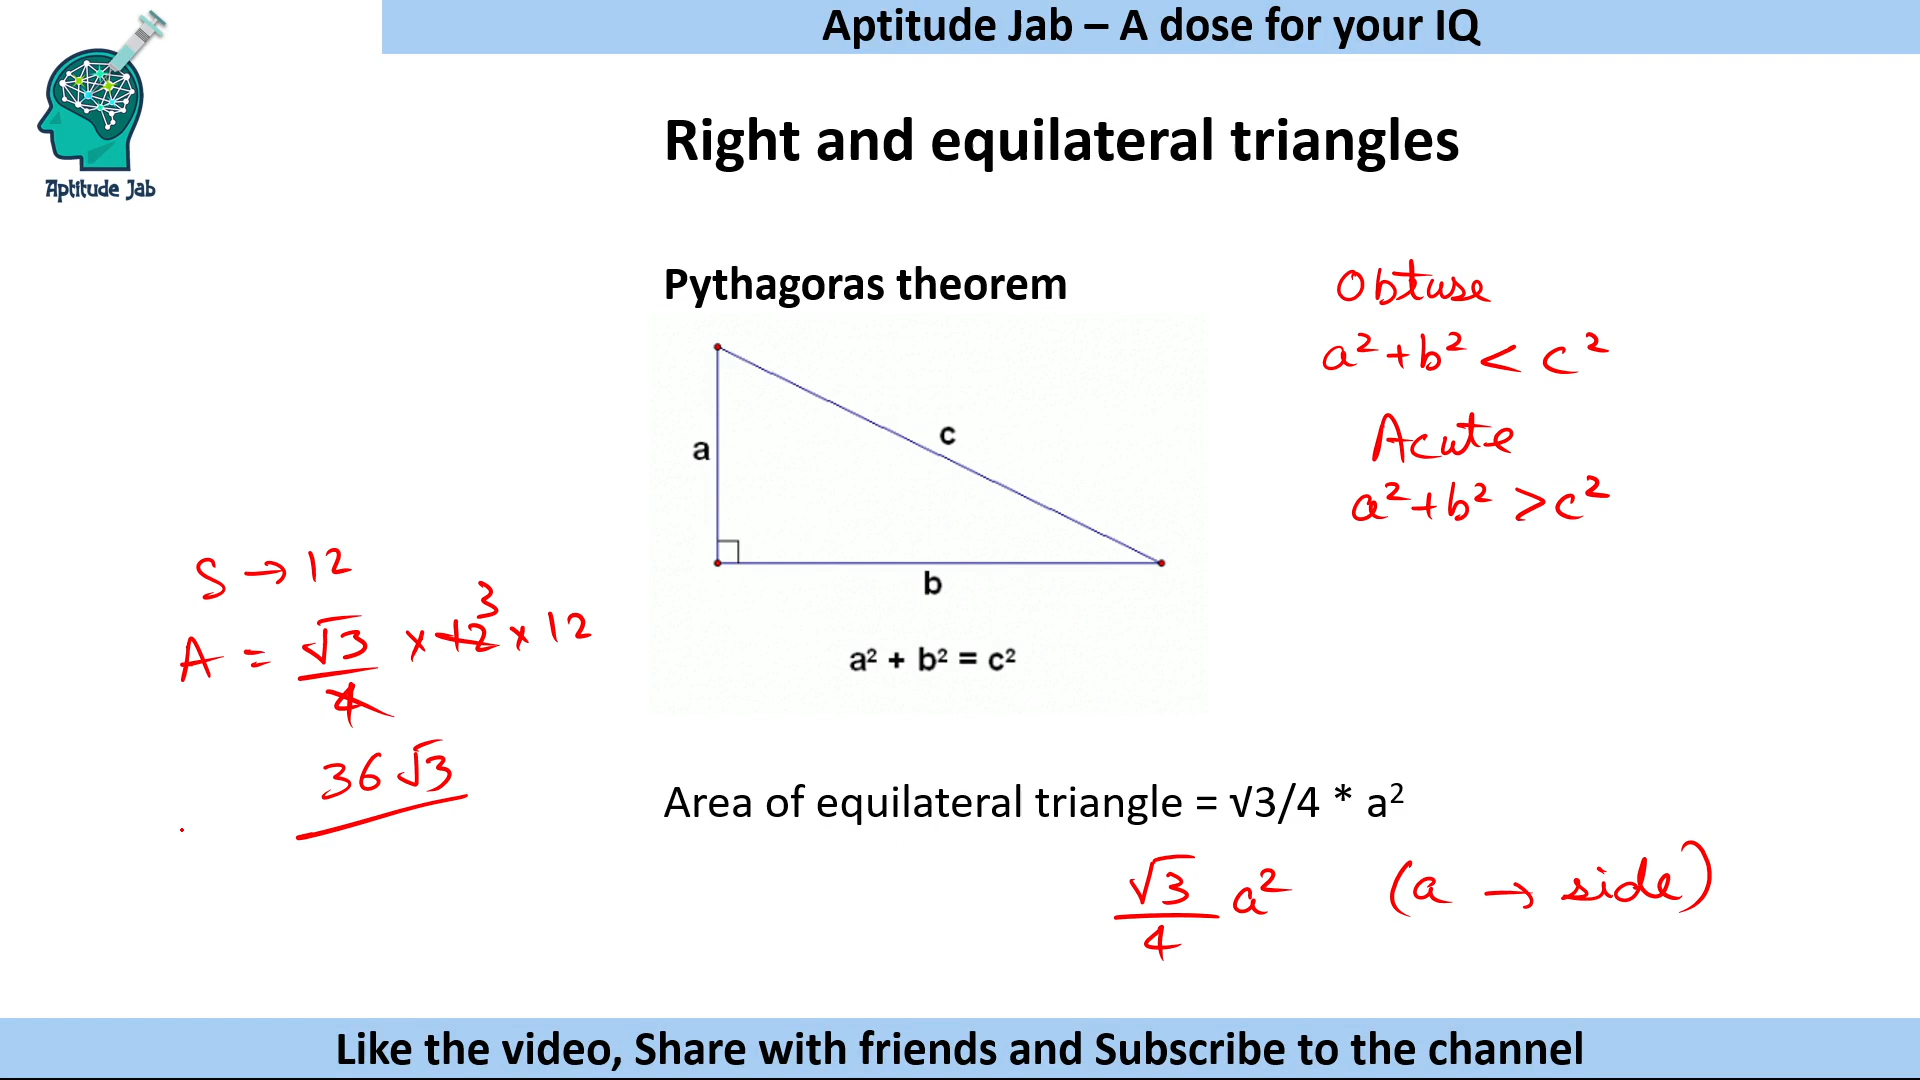 Aptitude Jab – A dose for your IQ
Aptitude Jab
Right and equilateral triangles
Pythagoras theorem
a
c
b
a² + b² = c²
Obtuse
a² + b² < c²
Acute
a² + b² > c²
S → 12
3
A = √3/4 × 12 × 12
36 √3
Area of equilateral triangle = √3/4 * a²
√3/4 a² (a → side)
Like the video, Share with friends and Subscribe to the channel